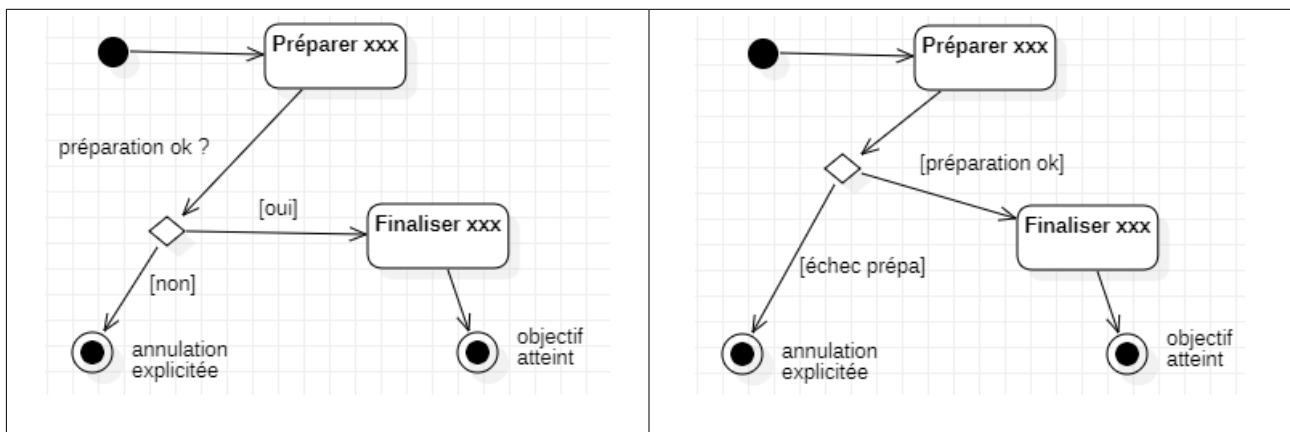 Préparer xxx
préparation ok ?
[oui]
Finaliser xxx
[non]
annulation
explicitée
objectif
atteint
Préparer xxx
[préparation ok]
Finaliser xxx
[échec prépa]
annulation
explicitée
objectif
atteint